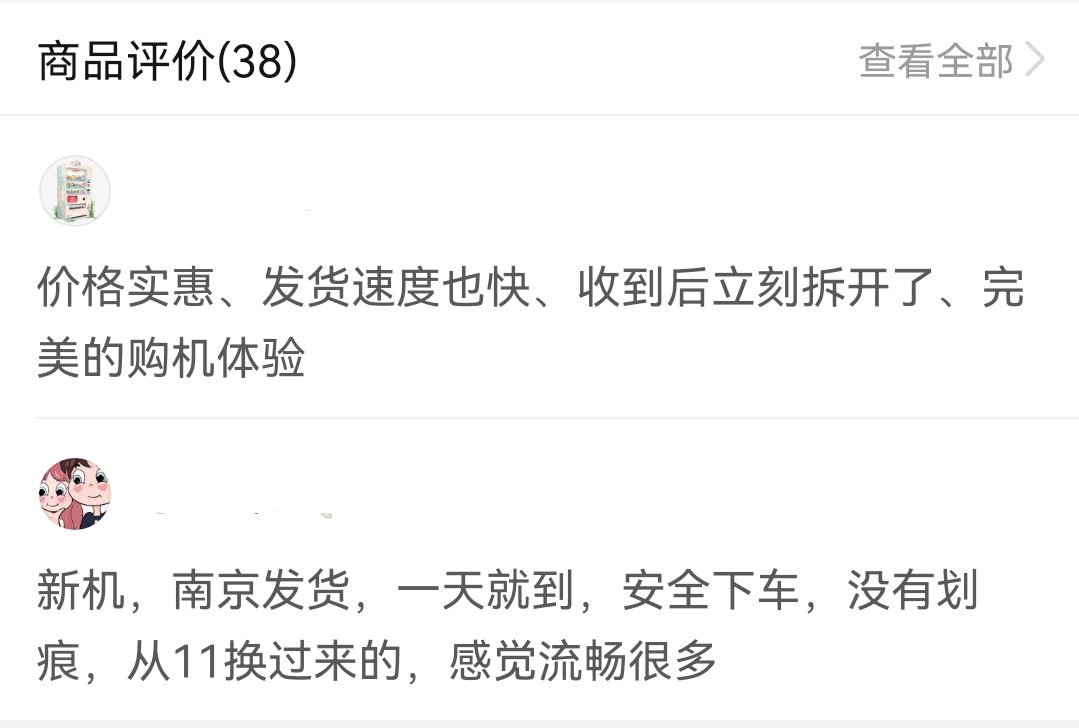 商品评价(38)
查看全部
价格实惠、发货速度也快、收到后立刻拆开了、完
美的购机体验
新机，南京发货，一天就到，安全下车，没有划
痕，从11换过来的，感觉流畅很多